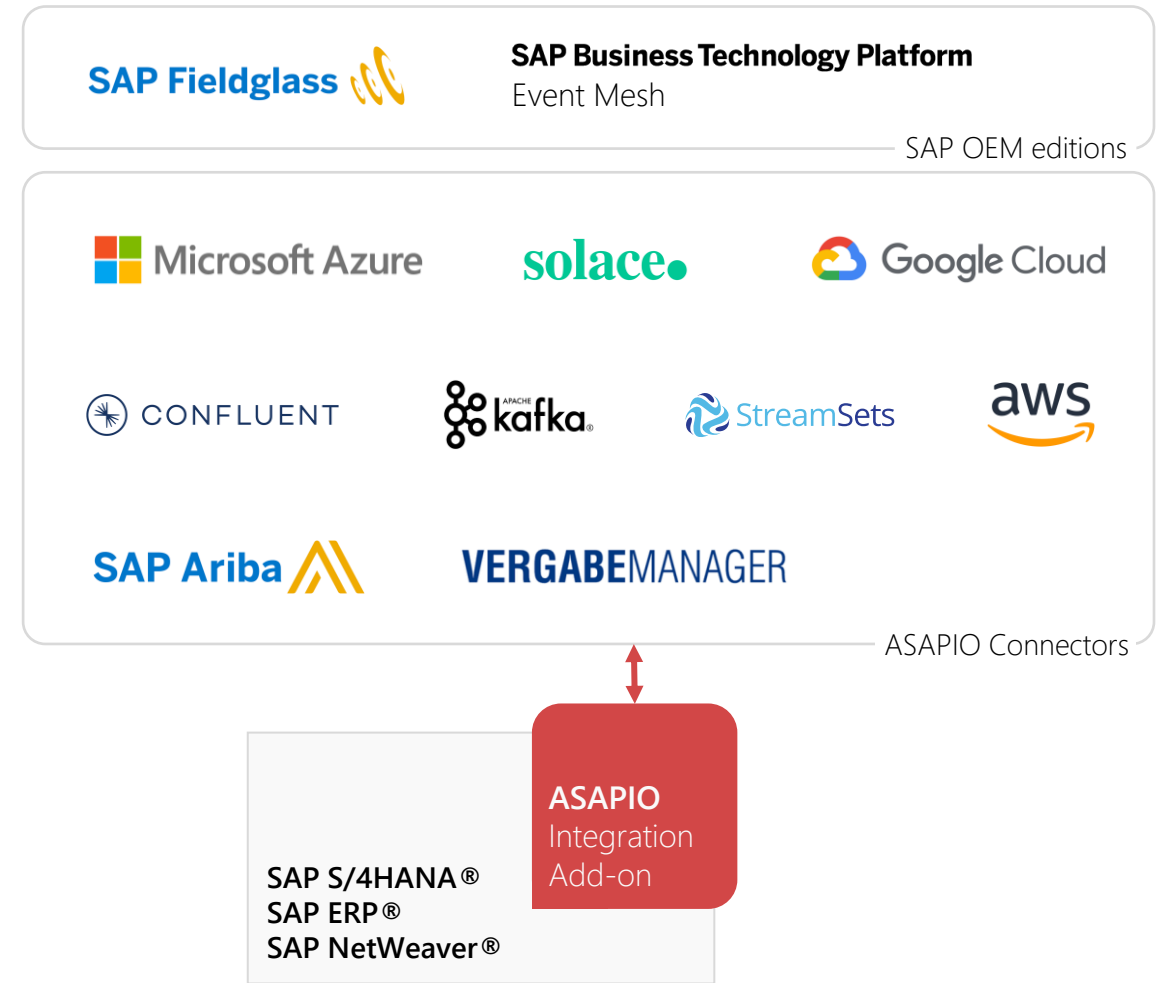 SAP Fieldglass
SAP Business Technology Platform
Event Mesh
SAP OEM editions
Microsoft Azure
solace
Google Cloud
CONFLUENT
APACHE
kafka®
StreamSets
aws
SAP Ariba
VERGABEMANAGER
ASAPIO Connectors
ASAPIO
Integration
Add-on
SAP S/4HANA®
SAP ERP®
SAP NetWeaver®